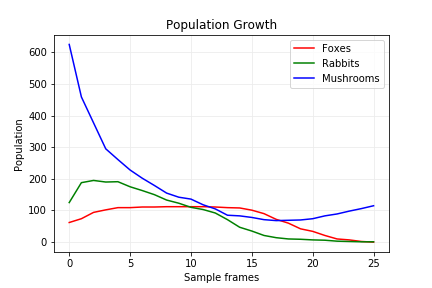 Population Growth
Foxes
Rabbits
Mushrooms
Population
600
500
400
300
200
100
0
0 5 10 15 20 25
Sample frames